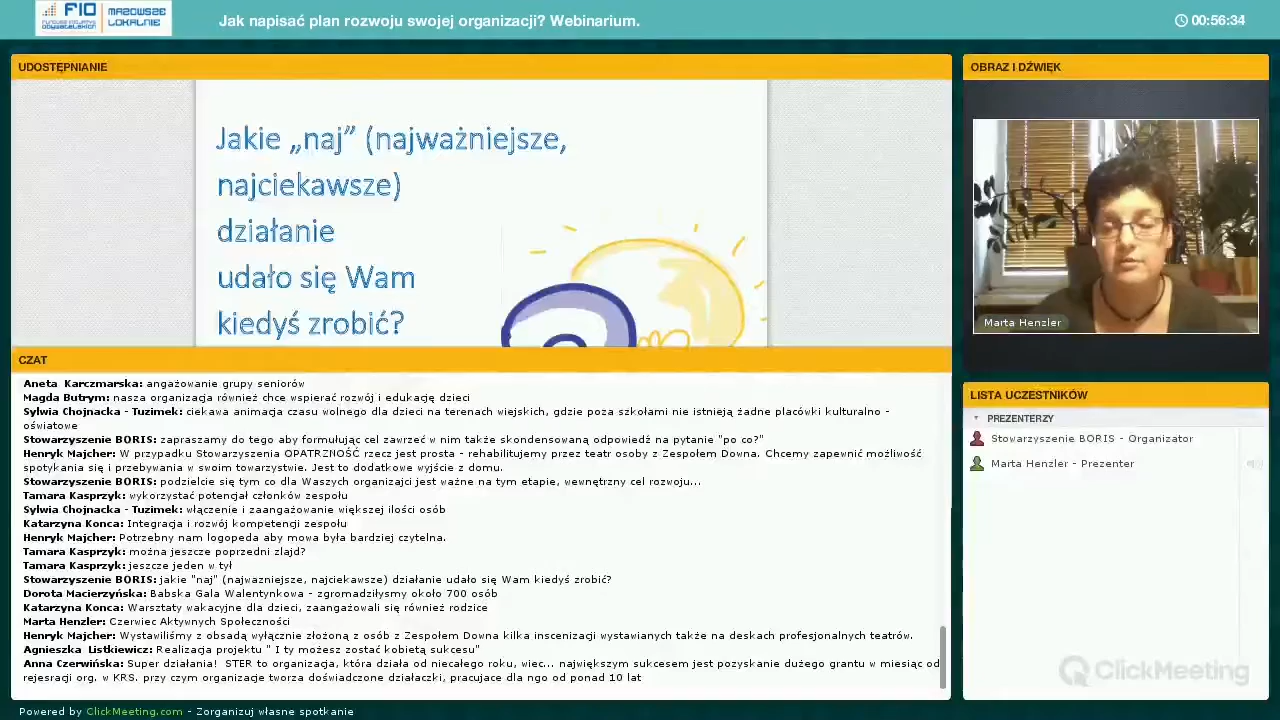 FIO
fundusz inicjatyw
obywatelskich
MAZOWSZE
LOKALNIE
Jak napisać plan rozwoju swojej organizacji? Webinarium.
00:56:34
UDOSTĘPNIANIE
Jakie „naj” (najważniejsze,
najciekawsze)
działanie
udało się Wam
kiedyś zrobić?
CZAT
Aneta Karczmarska: angażowanie grupy seniorów
Magda Butrym: nasza organizacja również chce wspierać rozwój i edukację dzieci
Sylwia Chojnacka - Tuzimek: ciekawa animacja czasu wolnego dla dzieci na terenach wiejskich, gdzie poza szkołami nie istnieją żadne placówki kulturalno -
oświatowe
Stowarzyszenie BORIS: zapraszamy do tego aby formułując cel zawrzeć w nim także skondensowaną odpowiedź na pytanie "po co?"
Henryk Majcher: W przypadku Stowarzyszenia OPATRZNOŚĆ rzecz jest prosta - rehabilitujemy przez teatr osoby z Zespołem Downa. Chcemy zapewnić możliwość
spotykania się i przebywania w swoim towarzystwie. Jest to dodatkowe wyjście z domu.
Stowarzyszenie BORIS: podzielcie się tym co dla Waszych organizajci jest ważne na tym etapie, wewnętrzny cel rozwoju...
Tamara Kasprzyk: wykorzystać potencjał członków zespołu
Sylwia Chojnacka - Tuzimek: włączenie i zaangażowanie większej ilości osób
Katarzyna Konca: Integracja i rozwój kompetencji zespołu
Henryk Majcher: Potrzebny nam logopeda aby mowa była bardziej czytelna.
Tamara Kasprzyk: można jeszcze poprzedni zlajd?
Tamara Kasprzyk: jeszcze jeden w tył
Stowarzyszenie BORIS: jakie "naj" (najwazniejsze, najciekawsze) działanie udało się Wam kiedyś zrobić?
Dorota Macierzyńska: Babska Gala Walentynkowa - zgromadziłysmy około 700 osób
Katarzyna Konca: Warsztaty wakacyjne dla dzieci, zaangażowali się również rodzice
Marta Henzler: Czerwiec Aktywnych Społeczności
Henryk Majcher: Wystawiliśmy z obsadą wyłącznie złożoną z osób z Zespołem Downa kilka inscenizacji wystawianych także na deskach profesjonalnych teatrów.
Agnieszka Listkiewicz: Realizacja projektu " I ty możesz zostać kobietą sukcesu"
Anna Czerwińska: Super działania! STER to organizacja, która działa od niecałego roku, wiec... największym sukcesem jest pozyskanie dużego grantu w miesiąc od
rejesracji org. w KRS. przy czym organizacje tworza doświadczone działaczki, pracujace dla ngo od ponad 10 lat
OBRAZ I DŹWIĘK
Marta Henzler
LISTA UCZESTNIKÓW
PREZENTERZY
Stowarzyszenie BORIS - Organizator
Marta Henzler - Prezenter
ClickMeeting
Powered by ClickMeeting.com - Zorganizuj własne spotkanie